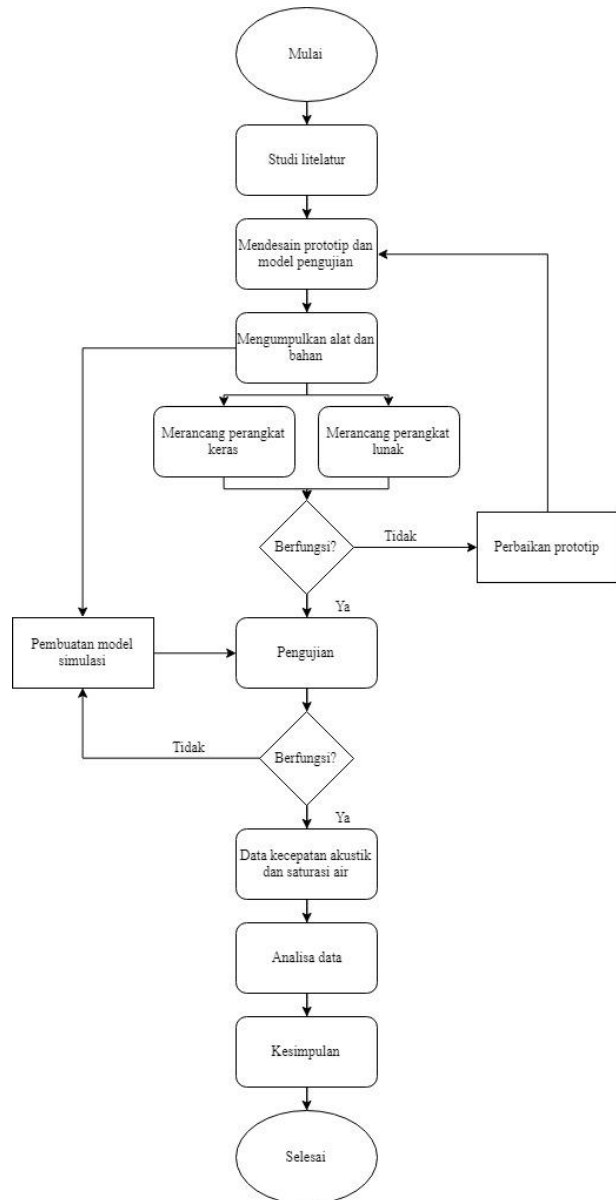 Mulai
Studi litelatur
Mendesain prototip dan
model pengujian
Mengumpulkan alat dan
bahan
Merancang perangkat
keras
Merancang perangkat
lunak
Berfungsi?
Tidak
Perbaikan prototip
Ya
Pembuatan model
simulasi
Pengujian
Tidak
Berfungsi?
Ya
Data kecepatan akustik
dan saturasi air
Analisa data
Kesimpulan
Selesai